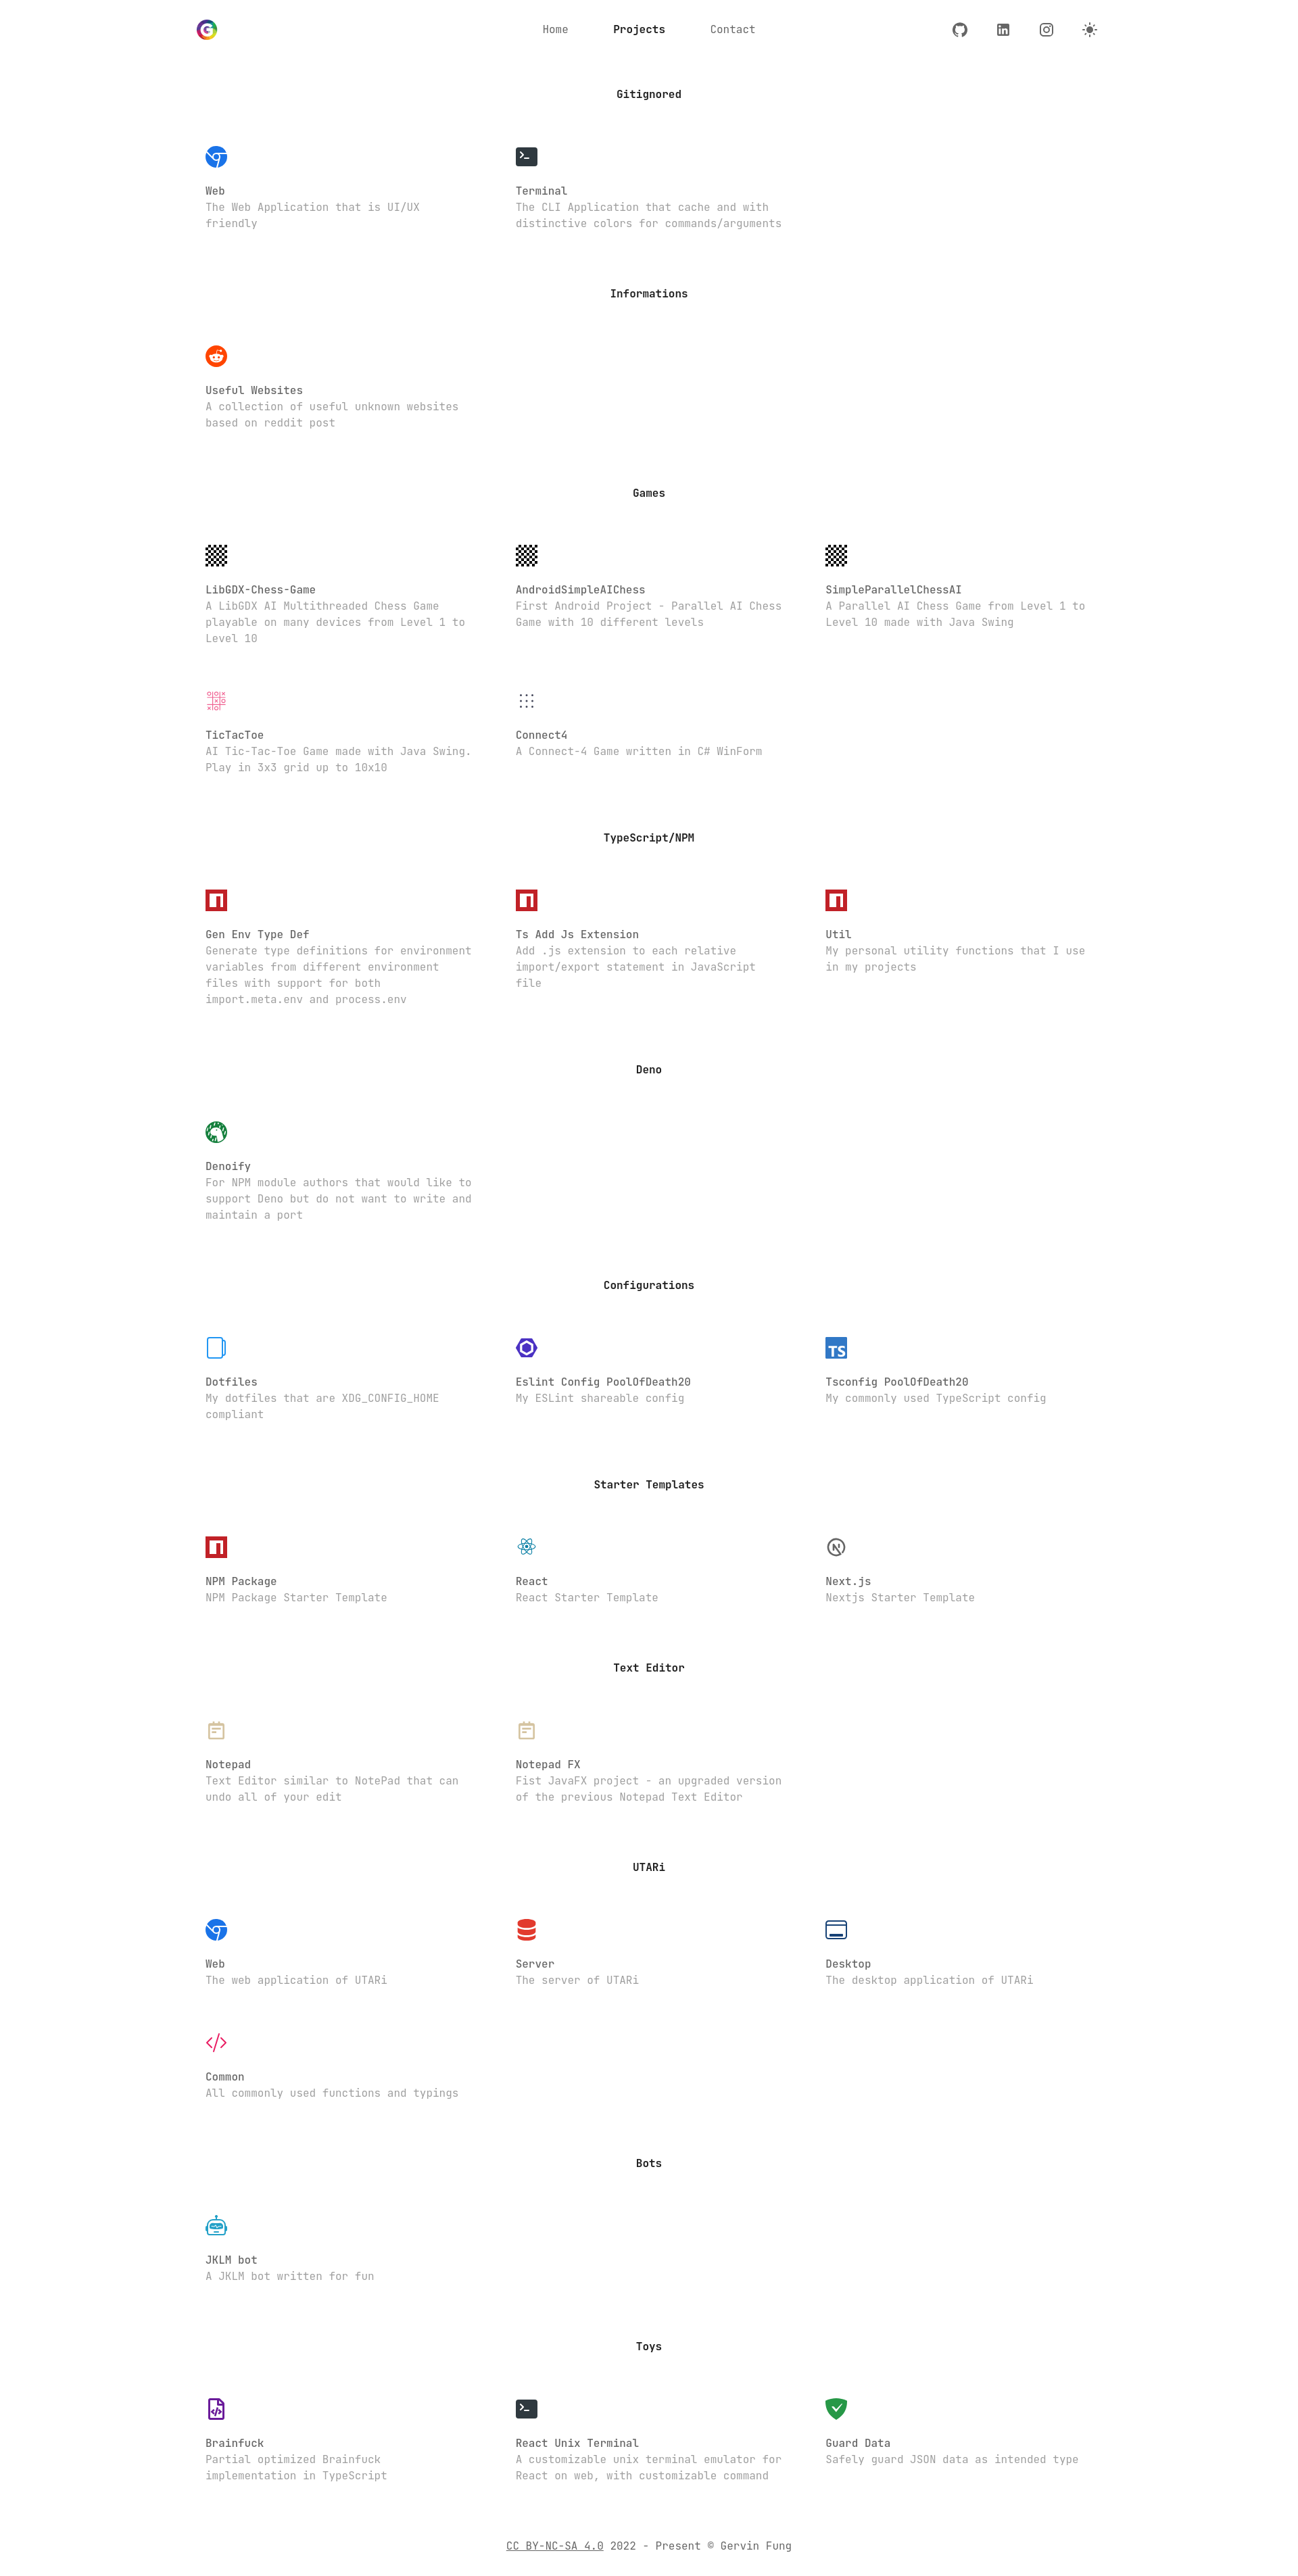 Home Projects Contact
Gitignored
Web
The Web Application that is UI/UX
friendly
Terminal
The CLI Application that cache and with
distinctive colors for commands/arguments
Informations
Useful Websites
A collection of useful unknown websites
based on reddit post
Games
LibGDX-Chess-Game
A LibGDX AI Multithreaded Chess Game
playable on many devices from Level 1 to
Level 10
AndroidSimpleAIChess
First Android Project - Parallel AI Chess
Game with 10 different levels
SimpleParallelChessAI
A Parallel AI Chess Game from Level 1 to
Level 10 made with Java Swing
TicTacToe
AI Tic-Tac-Toe Game made with Java Swing.
Play in 3x3 grid up to 10x10
Connect4
A Connect-4 Game written in C# WinForm
TypeScript/NPM
Gen Env Type Def
Generate type definitions for environment
variables from different environment
files with support for both
import.meta.env and process.env
Ts Add Js Extension
Add .js extension to each relative
import/export statement in JavaScript
file
Util
My personal utility functions that I use
in my projects
Deno
Denoify
For NPM module authors that would like to
support Deno but do not want to write and
maintain a port
Configurations
Dotfiles
My dotfiles that are XDG_CONFIG_HOME
compliant
Eslint Config PoolOfDeath20
My ESLint shareable config
TS
Tsconfig PoolOfDeath20
My commonly used TypeScript config
Starter Templates
NPM Package
NPM Package Starter Template
React
React Starter Template
Next.js
Nextjs Starter Template
Text Editor
Notepad
Text Editor similar to NotePad that can
undo all of your edit
Notepad FX
Fist JavaFX project - an upgraded version
of the previous Notepad Text Editor
UTARi
Web
The web application of UTARi
Server
The server of UTARi
Desktop
The desktop application of UTARi
Common
All commonly used functions and typings
Bots
JKLM bot
A JKLM bot written for fun
Toys
Brainfuck
Partial optimized Brainfuck
implementation in TypeScript
React Unix Terminal
A customizable unix terminal emulator for
React on web, with customizable command
Guard Data
Safely guard JSON data as intended type
CC BY-NC-SA 4.0 2022 - Present © Gervin Fung